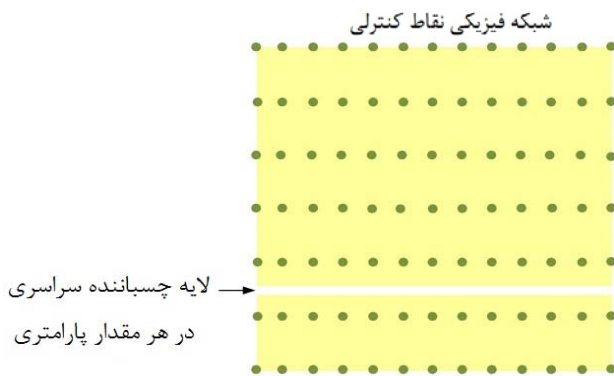 شبکه فیزیکی نقاط کنترلی
لایه چسباننده سراسری
در هر مقدار پارامتری